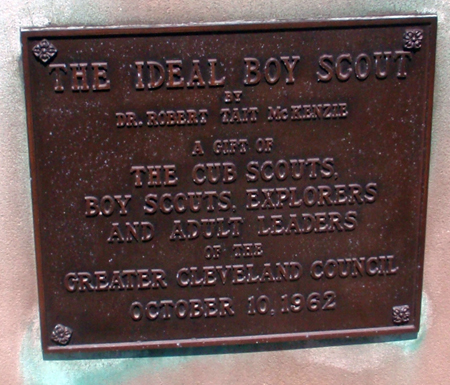 THE IDEAL BOY SCOUT
BY
DR. ROBERT TAIT McKENZIE
A GIFT OF
THE CUB SCOUTS,
BOY SCOUTS, EXPLORERS
AND ADULT LEADERS
OF THE
GREATER CLEVELAND COUNCIL
OCTOBER 10, 1962